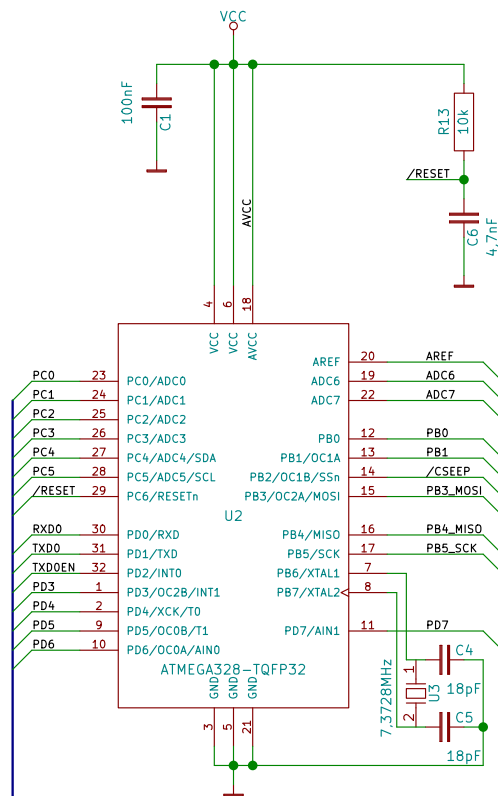 VCC
100nF
C1
R13
10k
/RESET
C6
4,7nF
AVCC
4
6
18
VCC
VCC
AVCC
AREF 20 AREF
ADC6 19 ADC6
ADC7 22 ADC7
PC0 23 PC0/ADC0
PC1 24 PC1/ADC1
PC2 25 PC2/ADC2
PC3 26 PC3/ADC3
PC4 27 PC4/ADC4/SDA
PC5 28 PC5/ADC5/SCL
/RESET 29 PC6/RESETn
PB0 12 PB0
PB1/OC1A 13 PB1
PB2/OC1B/SSn 14 /CSEEP
PB3/OC2A/MOSI 15 PB3_MOSI
U2
RXD0 30 PD0/RXD
TXD0 31 PD1/TXD
TXD0EN 32 PD2/INT0
PD3 1 PD3/OC2B/INT1
PD4 2 PD4/XCK/T0
PD5 9 PD5/OC0B/T1
PD6 10 PD6/OC0A/AIN0
PB4/MISO 16 PB4_MISO
PB5/SCK 17 PB5_SCK
PB6/XTAL1 7
PB7/XTAL2 8
PD7/AIN1 11 PD7
ATMEGA328-TQFP32
GND
GND
GND
3
5
21
7,3728MHz
1
2
U3
C4
18pF
C5
18pF